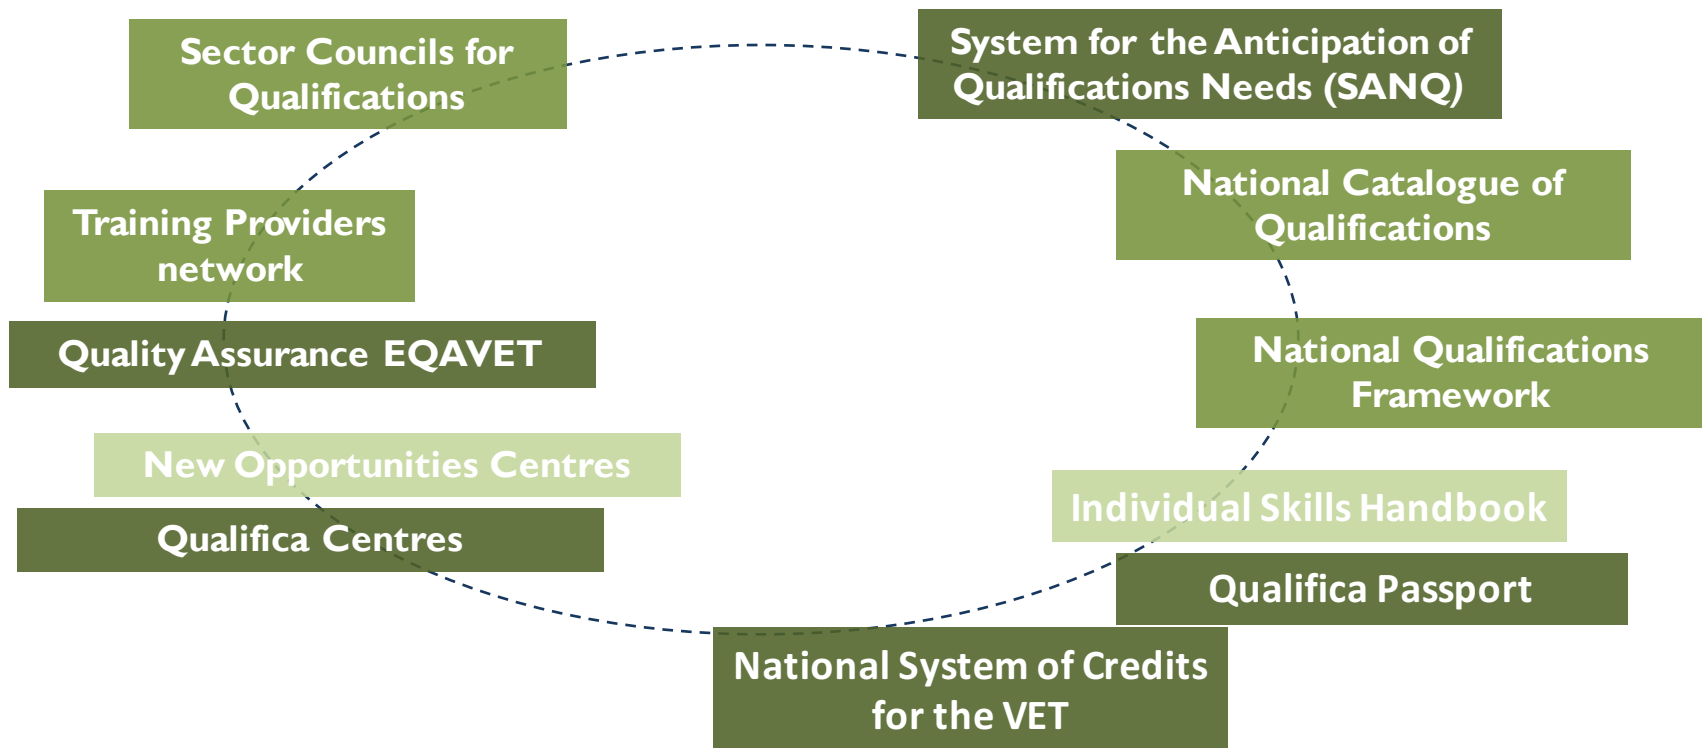 Sector Councils for
Qualifications
System for the Anticipation of
Qualifications Needs (SANQ)
National Catalogue of
Qualifications
Training Providers
network
National Qualifications
Framework
Quality Assurance EQAVET
New Opportunities Centres
Individual Skills Handbook
Qualifica Centres
Qualifica Passport
National System of Credits
for the VET